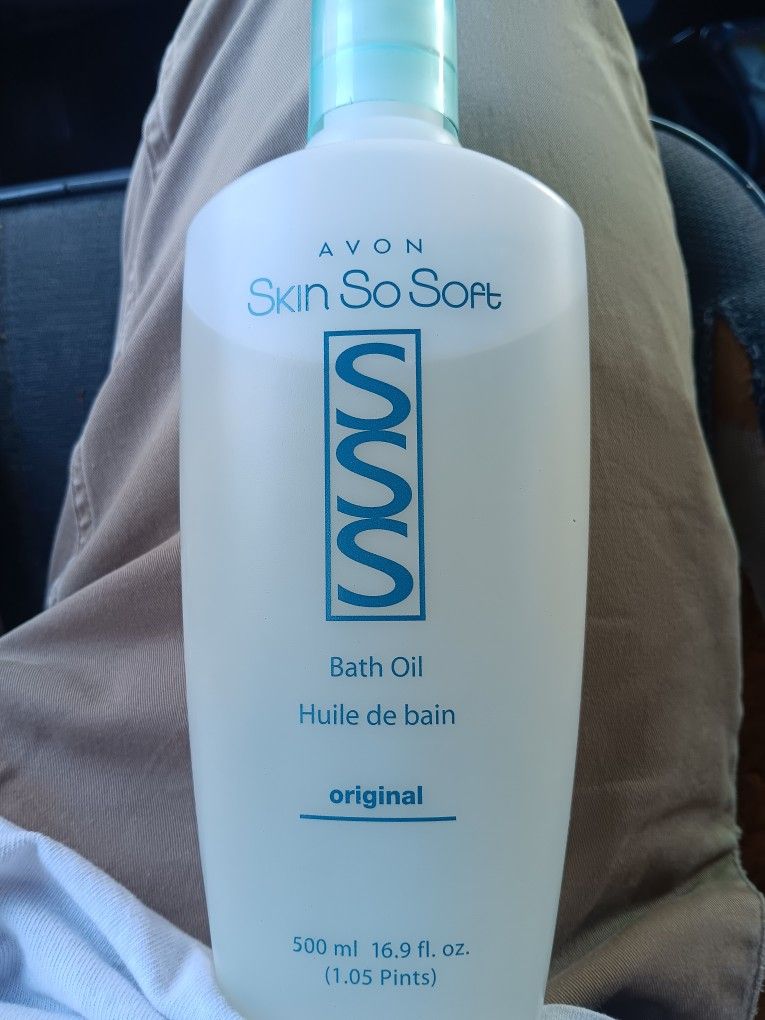 AVON
Skin So Soft
SSS
Bath Oil
Huile de bain
original
500 ml 16.9 fl. oz.
(1.05 Pints)